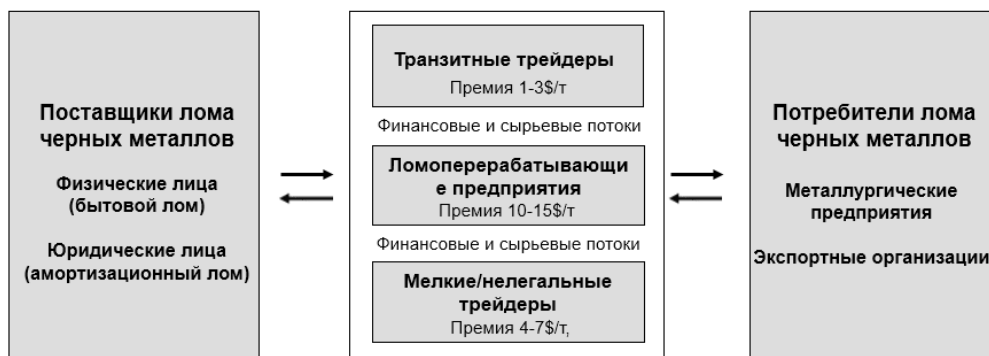 Поставщики лома
черных металлов
Физические лица
(бытовой лом)
Юридические лица
(амортизационный лом)
Транзитные трейдеры
Премия 1-3$/т
Финансовые и сырьевые потоки
Ломоперерабатывающи
е предприятия
Премия 10-15$/т
Финансовые и сырьевые потоки
Мелкие/нелегальные
трейдеры
Премия 4-7$/т,
Потребители лома
черных металлов
Металлургические
предприятия
Экспортные организации